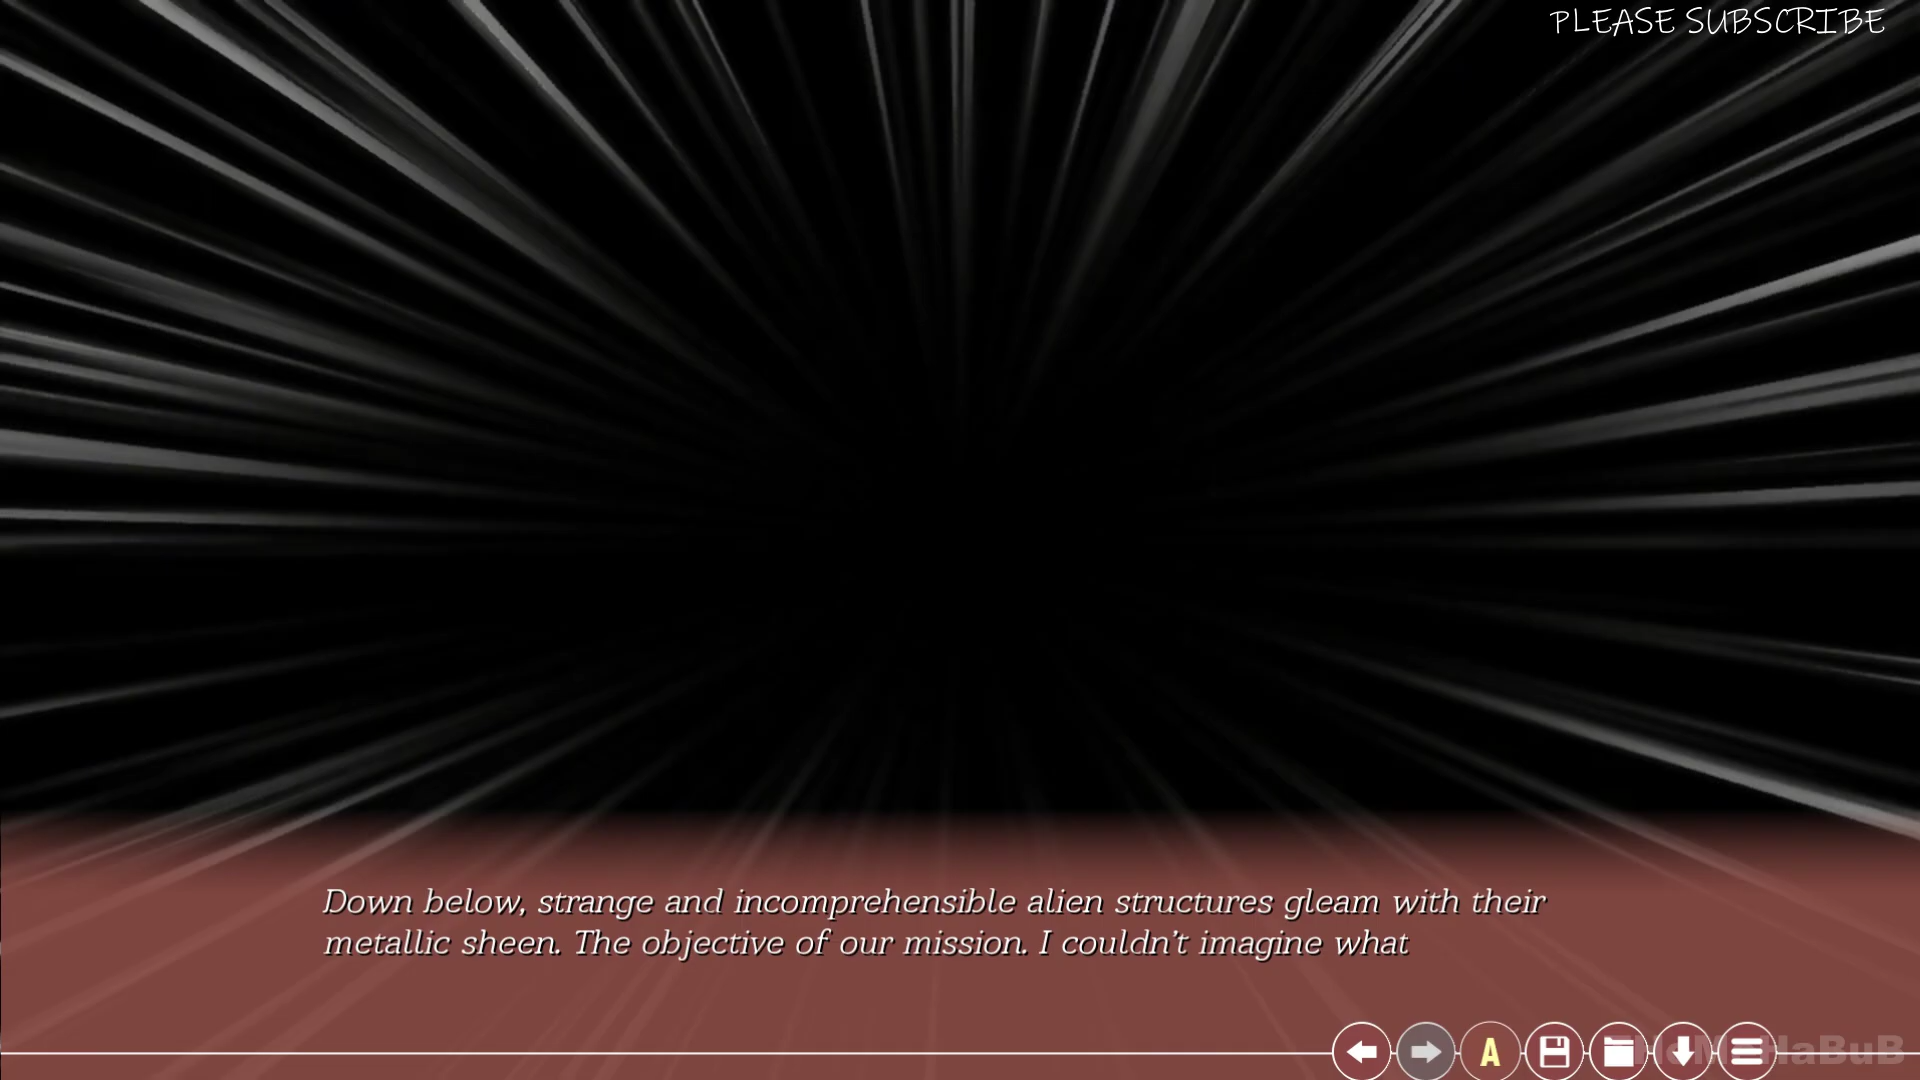 PLEASE SUBSCRIBE
Down below, strange and incomprehensible alien structures gleam with their
metallic sheen. The objective of our mission. I couldn't imagine what
A